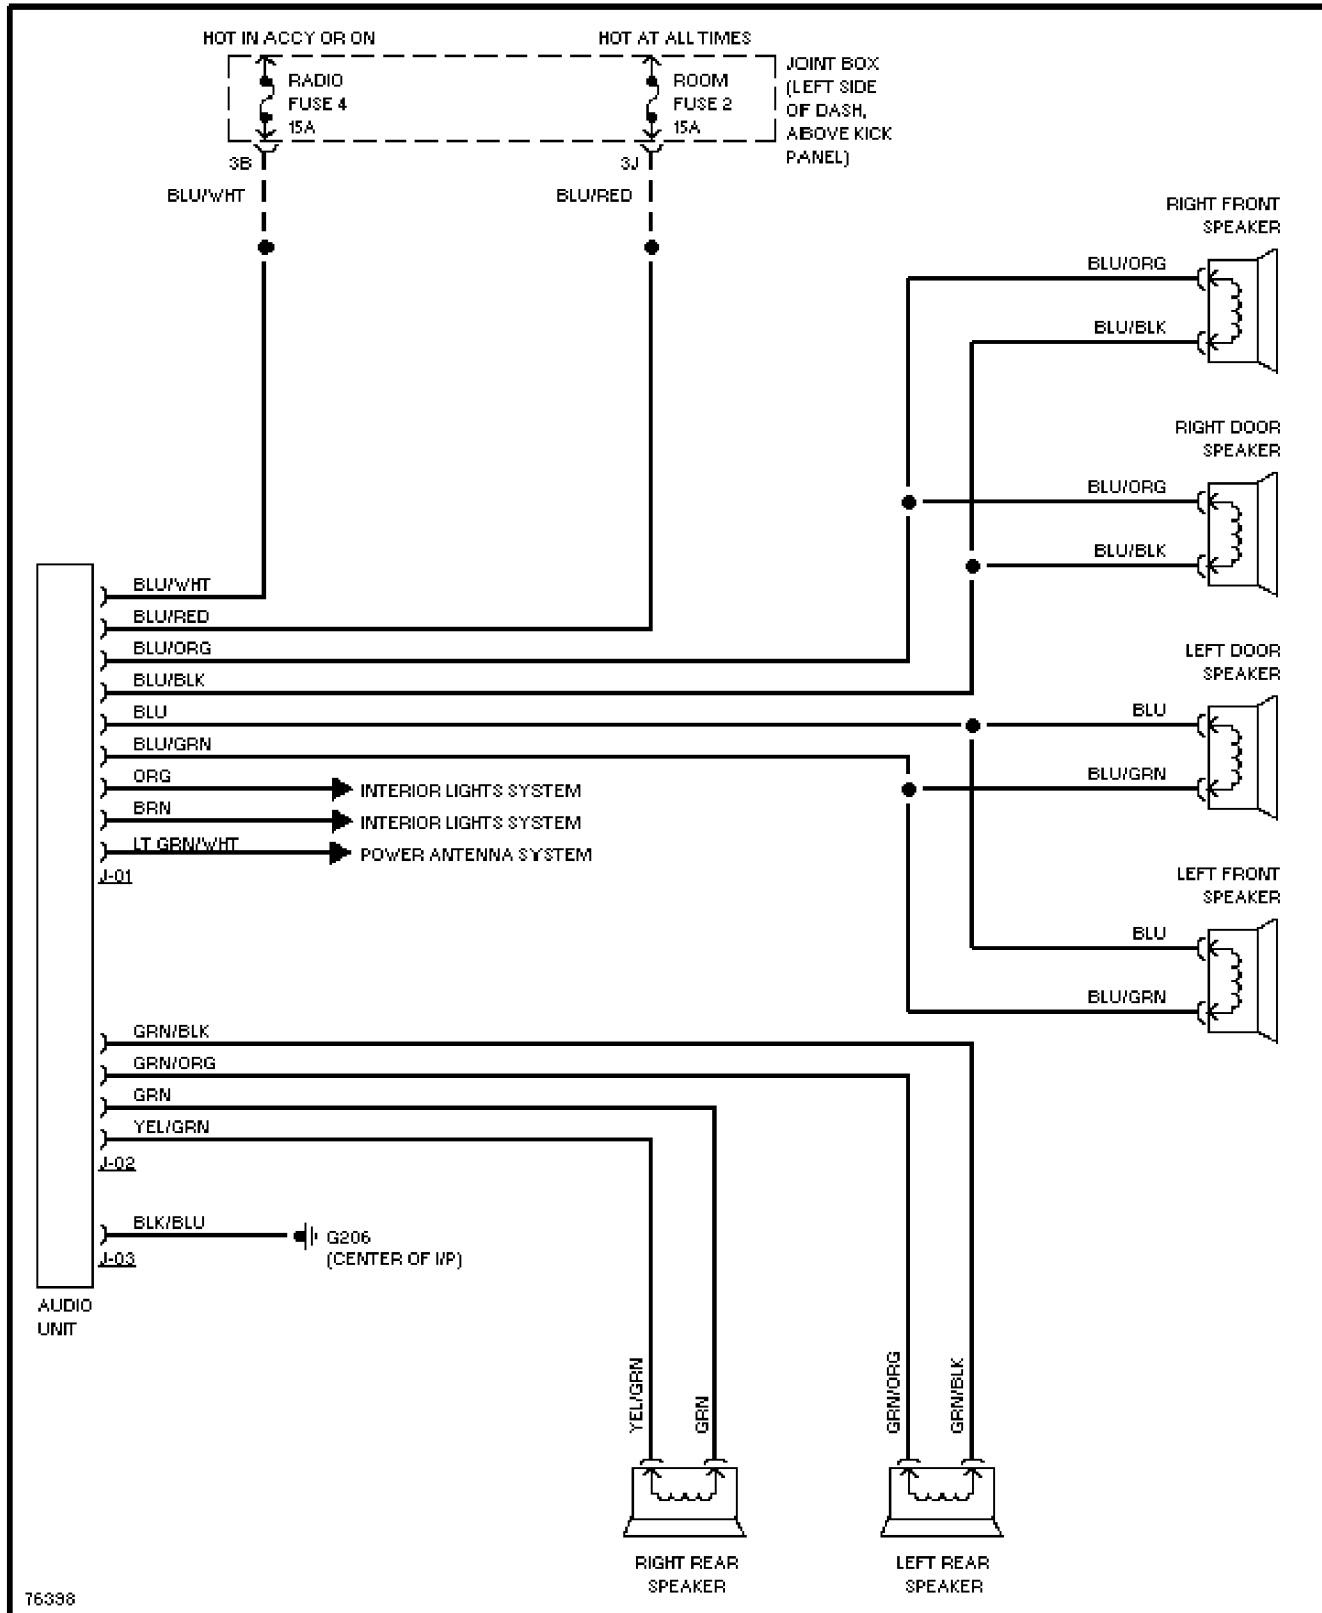 HOT IN ACCY OR ON
HOT AT ALL TIMES
RADIO
FUSE 4
15A
ROOM
FUSE 2
15A
JOINT BOX
(LEFT SIDE
OF DASH,
ABOVE KICK
PANEL)
3B
3J
BLU/WHT
BLU/RED
RIGHT FRONT
SPEAKER
BLU/ORG
BLU/BLK
RIGHT DOOR
SPEAKER
BLU/ORG
BLU/BLK
LEFT DOOR
SPEAKER
BLU
BLU/GRN
LEFT FRONT
SPEAKER
BLU
BLU/GRN
BLU/WHT
BLU/RED
BLU/ORG
BLU/BLK
BLU
BLU/GRN
ORG
INTERIOR LIGHTS SYSTEM
BRN
INTERIOR LIGHTS SYSTEM
LT GRN/WHT
POWER ANTENNA SYSTEM
J-01
GRN/BLK
GRN/ORG
GRN
YEL/GRN
J-02
BLK/BLU
G206
(CENTER OF I/P)
J-03
AUDIO
UNIT
YEL/GRN
GRN
GRN/ORG
GRN/BLK
RIGHT REAR
SPEAKER
LEFT REAR
SPEAKER
76398